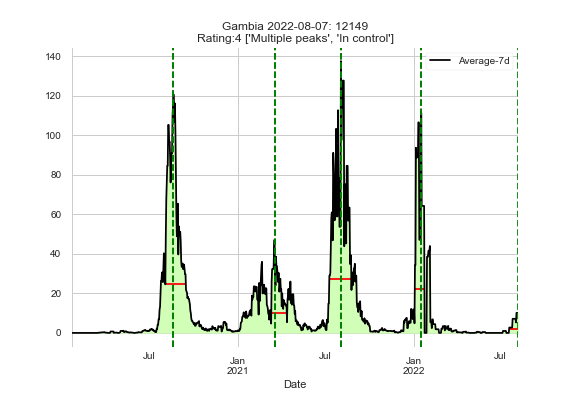 Gambia 2022-08-07: 12149
Rating:4 ['Multiple peaks', 'In control']
Average-7d
140
120
100
80
60
40
20
0
Jul
Jan
2021
Jul
Jan
2022
Jul
Date